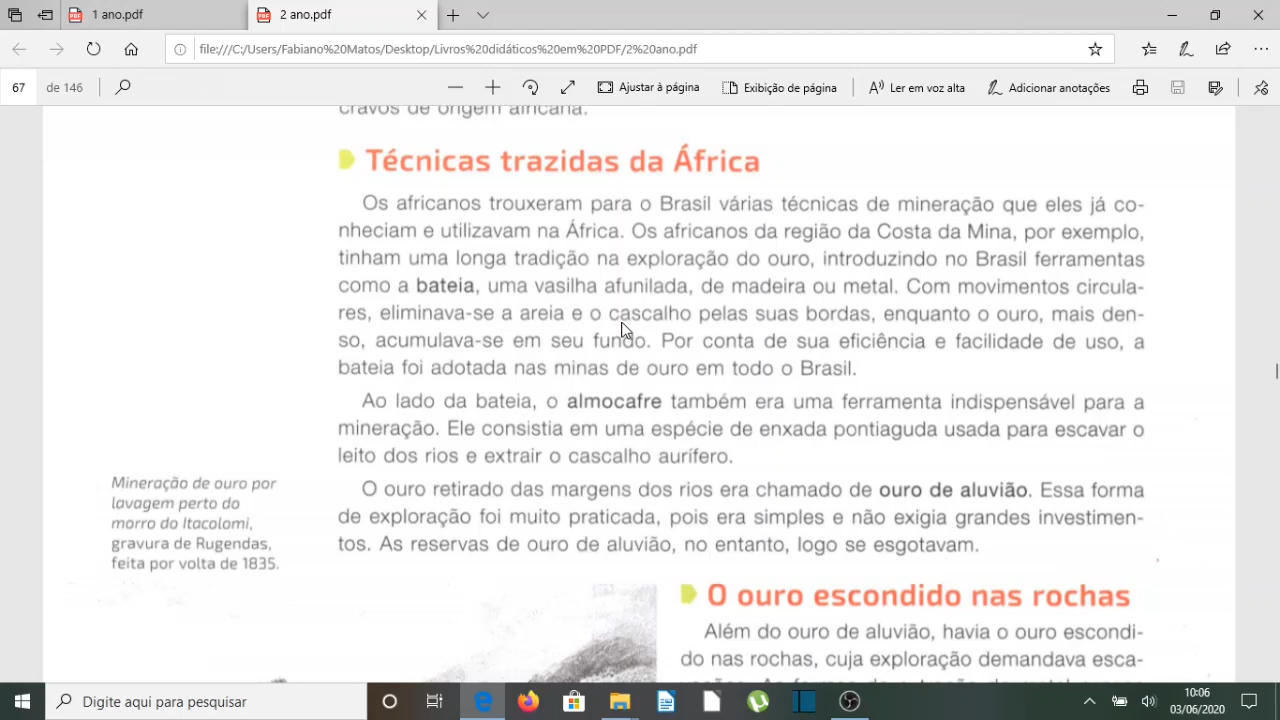 1 ano.pdf
2 ano.pdf
file:///C:/Users/Fabiano%20Matos/Desktop/Livros%20didáticos%20em%20PDF/2%20ano.pdf
67 de 146
Ajustar à página
Exibição de página
Ler em voz alta
Adicionar anotações
cravos de origem africana.
Técnicas trazidas da África
Os africanos trouxeram para o Brasil várias técnicas de mineração que eles já co-
nheciam e utilizavam na África. Os africanos da região da Costa da Mina, por exemplo,
tinham uma longa tradição na exploração do ouro, introduzindo no Brasil ferramentas
como a bateia, uma vasilha afunilada, de madeira ou metal. Com movimentos circula-
res, eliminava-se a areia e o cascalho pelas suas bordas, enquanto o ouro, mais den-
so, acumulava-se em seu fundo. Por conta de sua eficiência e facilidade de uso, a
bateia foi adotada nas minas de ouro em todo o Brasil.
Ao lado da bateia, o almocafre também era uma ferramenta indispensável para a
mineração. Ele consistia em uma espécie de enxada pontiaguda usada para escavar o
leito dos rios e extrair o cascalho aurífero.
O ouro retirado das margens dos rios era chamado de ouro de aluvião. Essa forma
de exploração foi muito praticada, pois era simples e não exigia grandes investimen-
tos. As reservas de ouro de aluvião, no entanto, logo se esgotavam.
Mineração de ouro por
lavagem perto do
morro do Itacolomi,
gravura de Rugendas,
feita por volta de 1835.
O ouro escondido nas rochas
Além do ouro de aluvião, havia o ouro escondi-
do nas rochas, cuja exploração demandava esca-
Digite aqui para pesquisar
10:06
03/06/2020